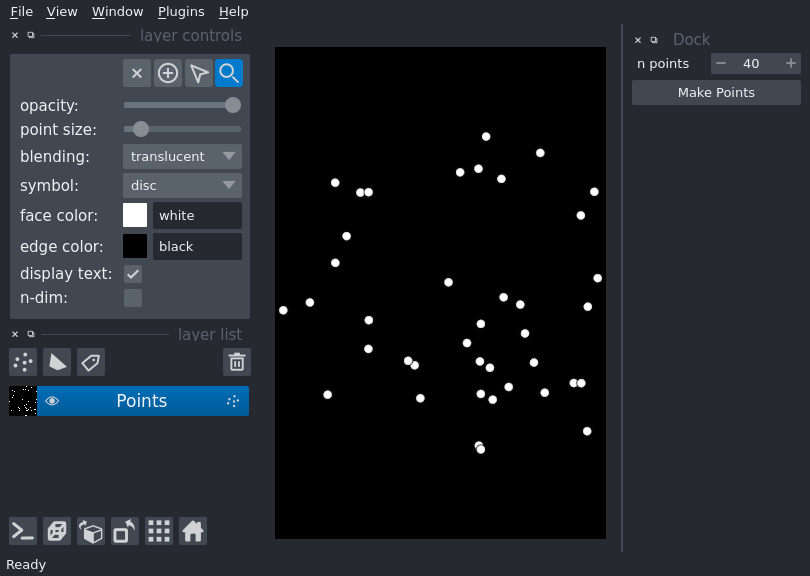 File View Window Plugins Help
layer controls
opacity:
point size:
blending: translucent
symbol: disc
face color: white
edge color: black
display text:
n-dim:
layer list
Points
Ready
Dock
n points 40
Make Points